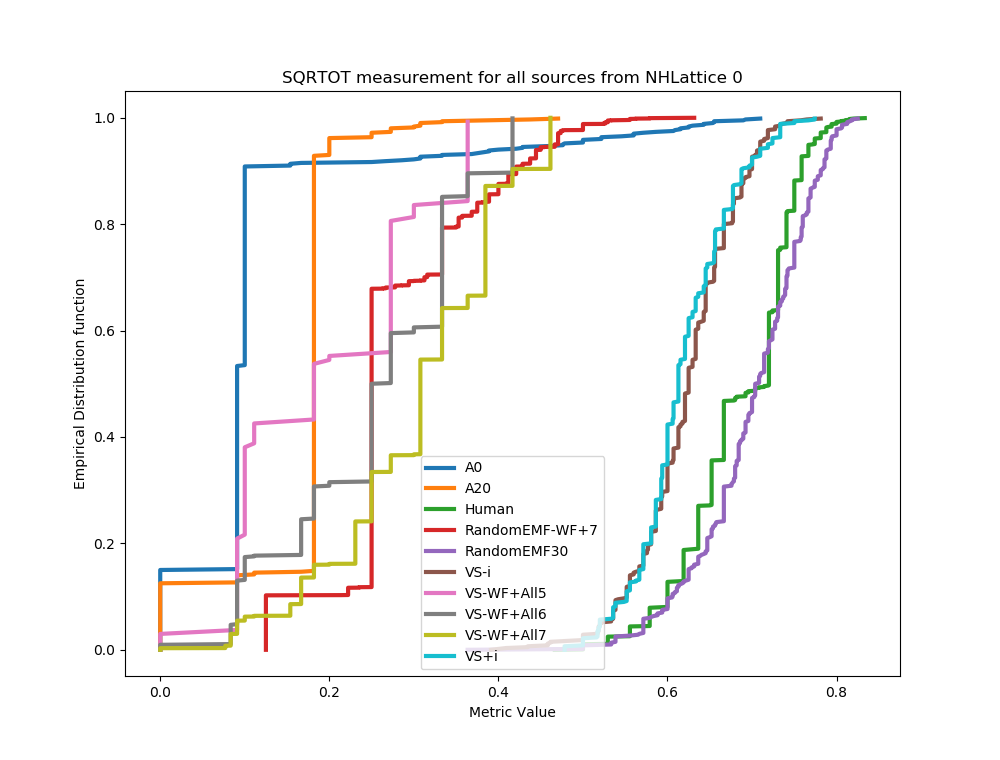 SQRTOT measurement for all sources from NHLattice 0
Empirical Distribution function
1.0
0.8
0.6
0.4
0.2
0.0
A0
A20
Human
RandomEMF-WF+7
RandomEMF30
VS-i
VS-WF+All5
VS-WF+All6
VS-WF+All7
VS+i
0.0 0.2 0.4 0.6 0.8
Metric Value